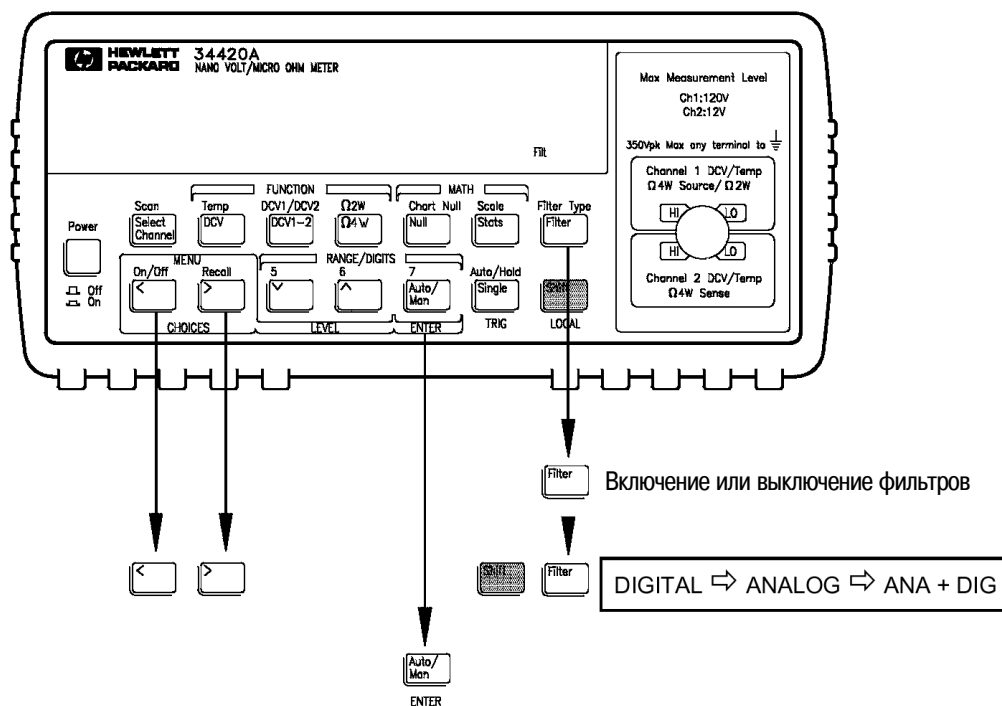 hp HEWLETT PACKARD
34420A
NANO VOLT/MICRO OHM METER
Filt
Max Measurement Level
Ch1:120V
Ch2:12V
350Vpk Max any terminal to
Channel 1 DCV/Temp
Ω4W Source/Ω2W
HI LO
HI LO
Channel 2 DCV/Temp
Ω4W Sense
FUNCTION
MATH
Power
Scan
Temp
DCV1/DCV2
Ω2W
Chart Null
Scale
Filter Type
Select Channel
DCV
DCV1-2
Ω4W
Null
Stats
Filter
Off
On
MENU
RANGE/DIGITS
On/Off
Recall
5
6
7
Auto/Hold
<
>
Auto/Man
Single
Shift
CHOICES
LEVEL
ENTER
TRIG
LOCAL
Filter
Включение или выключение фильтров
<
>
Shift
Filter
DIGITAL ⇨ ANALOG ⇨ ANA + DIG
Auto/Man
ENTER